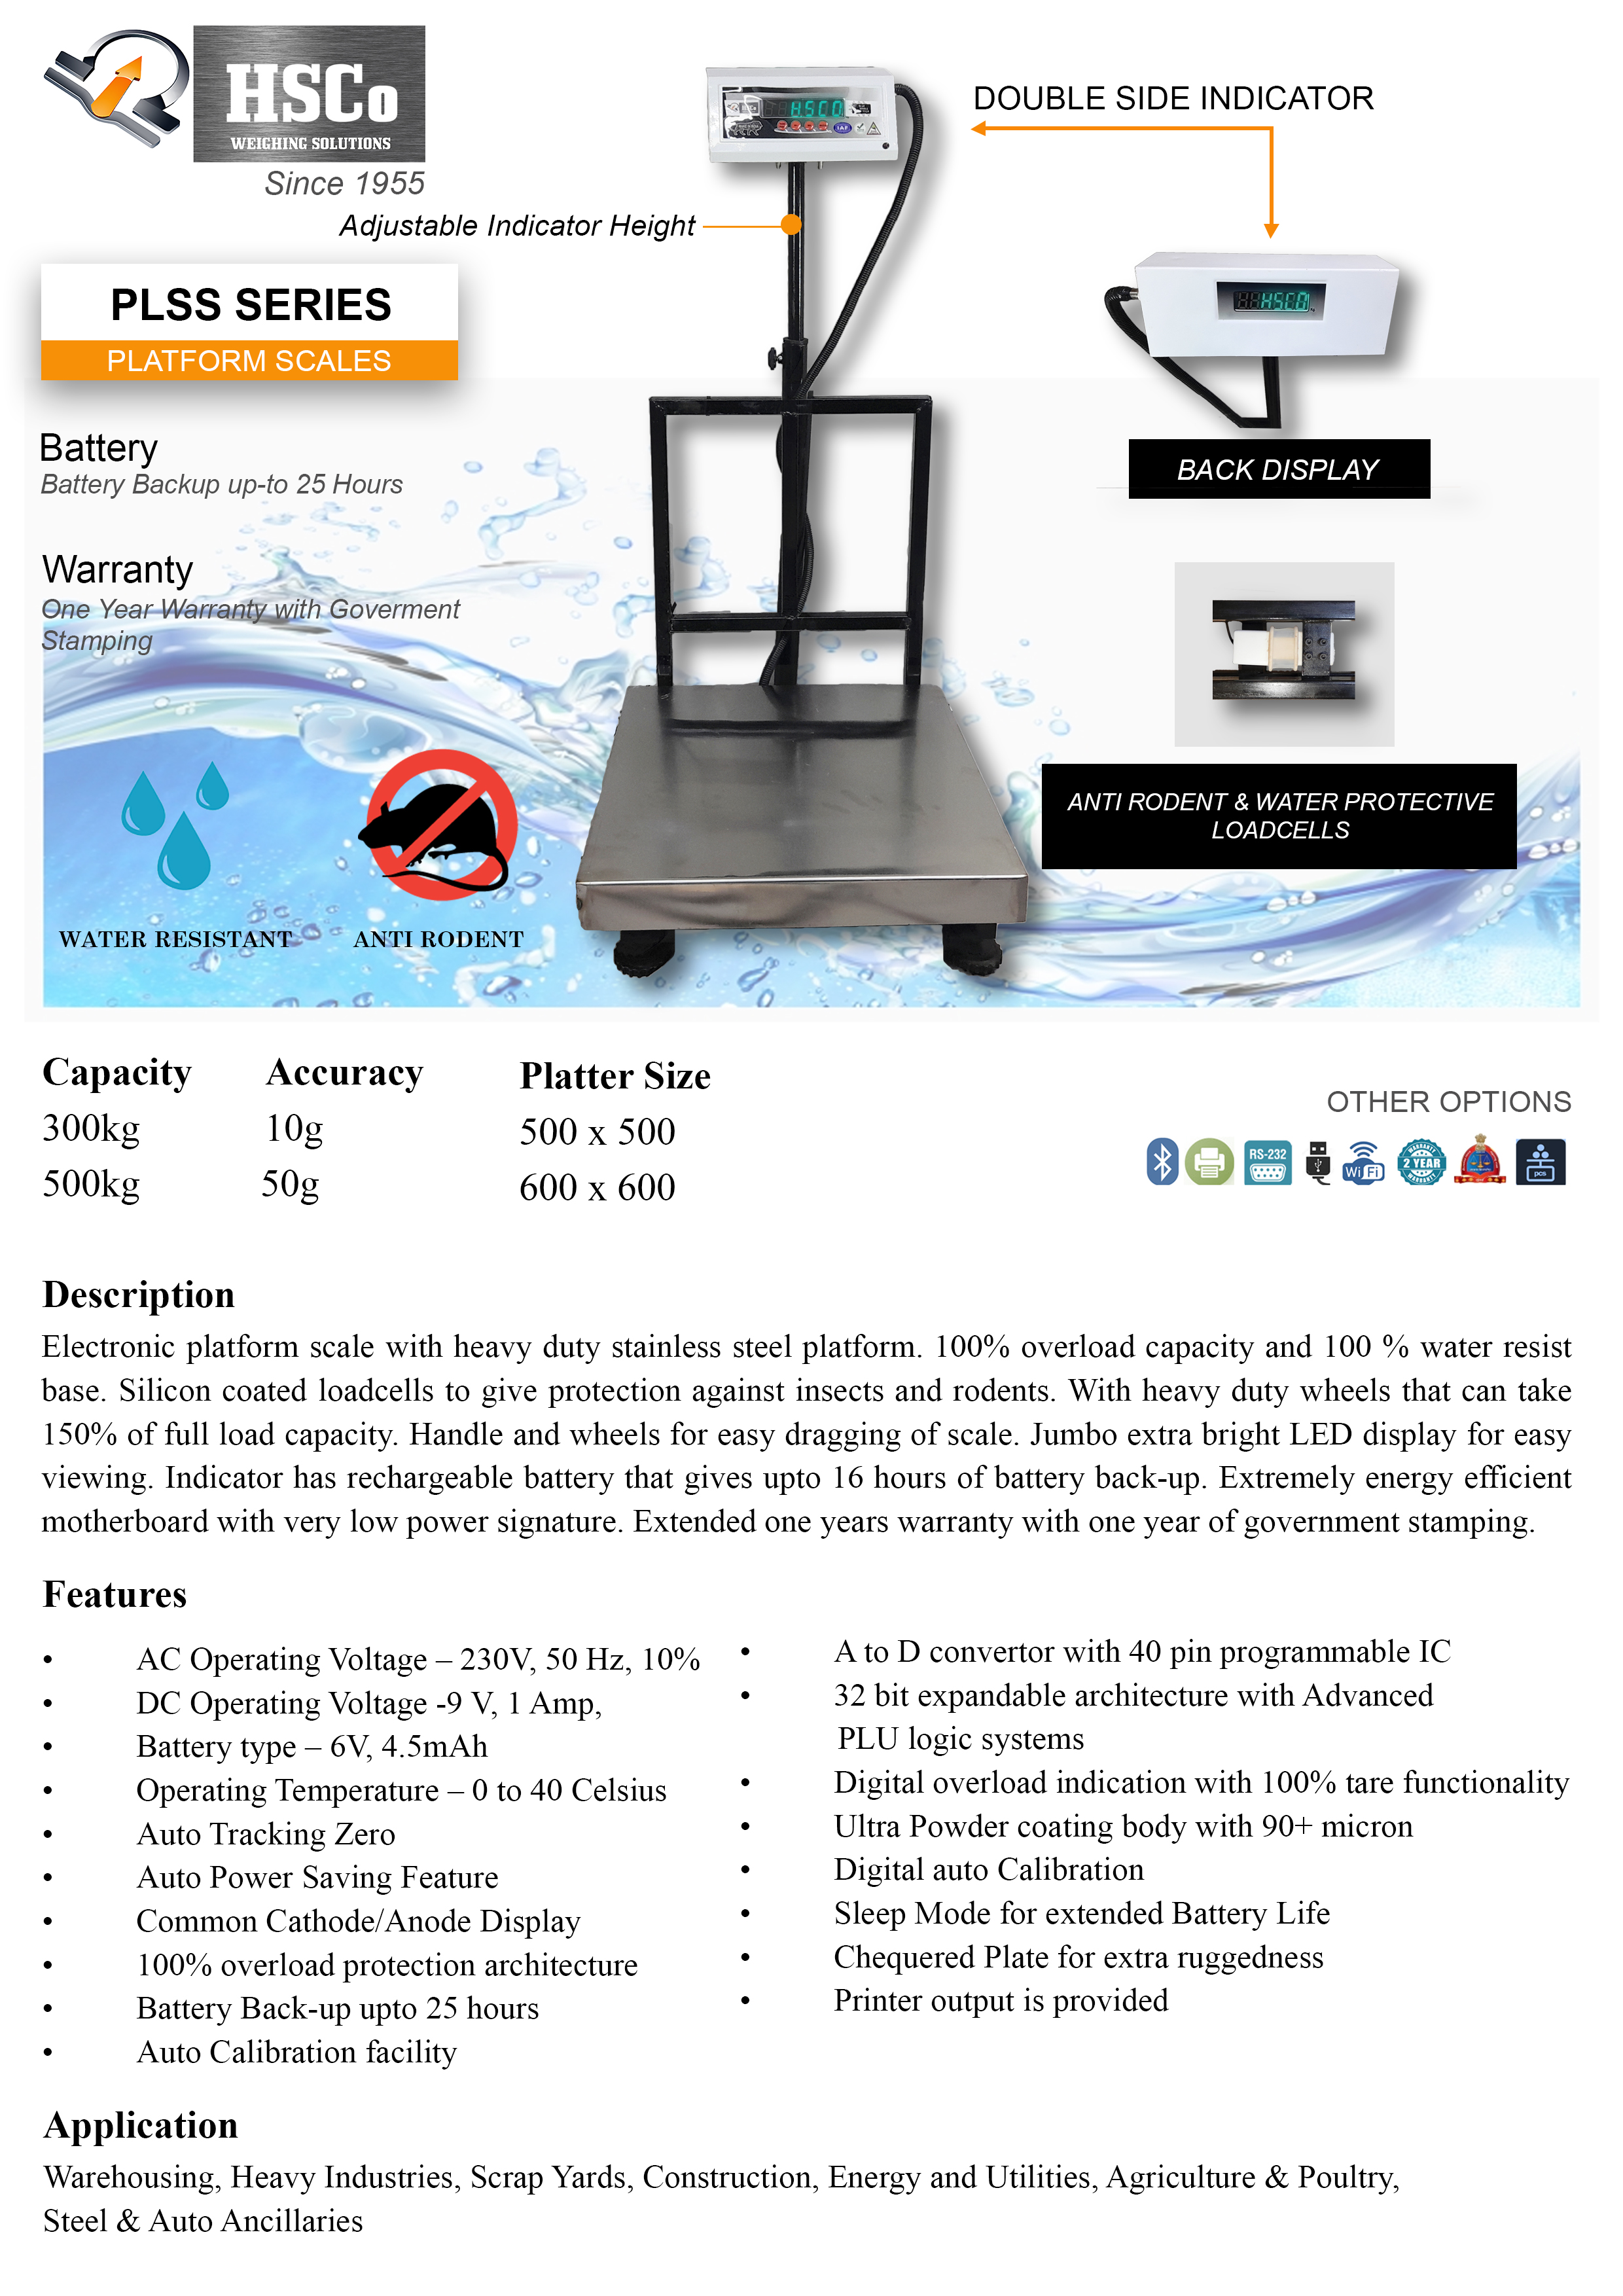 HSCo
WEIGHING SOLUTIONS
Since 1955
DOUBLE SIDE INDICATOR
HSCO
IAF
Adjustable Indicator Height
PLSS SERIES
PLATFORM SCALES
HSCO
BACK DISPLAY
Battery
Battery Backup up-to 25 Hours
Warranty
One Year Warranty with Goverment
Stamping
ANTI RODENT & WATER PROTECTIVE
LOADCELLS
WATER RESISTANT
ANTI RODENT
Capacity Accuracy Platter Size
300kg 10g 500 x 500
500kg 50g 600 x 600
OTHER OPTIONS
RS-232
WiFi
WARRANTY
2 YEAR
WARRANTY
pcs
Description
Electronic platform scale with heavy duty stainless steel platform. 100% overload capacity and 100 % water resist
base. Silicon coated loadcells to give protection against insects and rodents. With heavy duty wheels that can take
150% of full load capacity. Handle and wheels for easy dragging of scale. Jumbo extra bright LED display for easy
viewing. Indicator has rechargeable battery that gives upto 16 hours of battery back-up. Extremely energy efficient
motherboard with very low power signature. Extended one years warranty with one year of government stamping.
Features
• AC Operating Voltage – 230V, 50 Hz, 10%
• DC Operating Voltage -9 V, 1 Amp,
• Battery type – 6V, 4.5mAh
• Operating Temperature – 0 to 40 Celsius
• Auto Tracking Zero
• Auto Power Saving Feature
• Common Cathode/Anode Display
• 100% overload protection architecture
• Battery Back-up upto 25 hours
• Auto Calibration facility
• A to D convertor with 40 pin programmable IC
• 32 bit expandable architecture with Advanced
PLU logic systems
• Digital overload indication with 100% tare functionality
• Ultra Powder coating body with 90+ micron
• Digital auto Calibration
• Sleep Mode for extended Battery Life
• Chequered Plate for extra ruggedness
• Printer output is provided
Application
Warehousing, Heavy Industries, Scrap Yards, Construction, Energy and Utilities, Agriculture & Poultry,
Steel & Auto Ancillaries